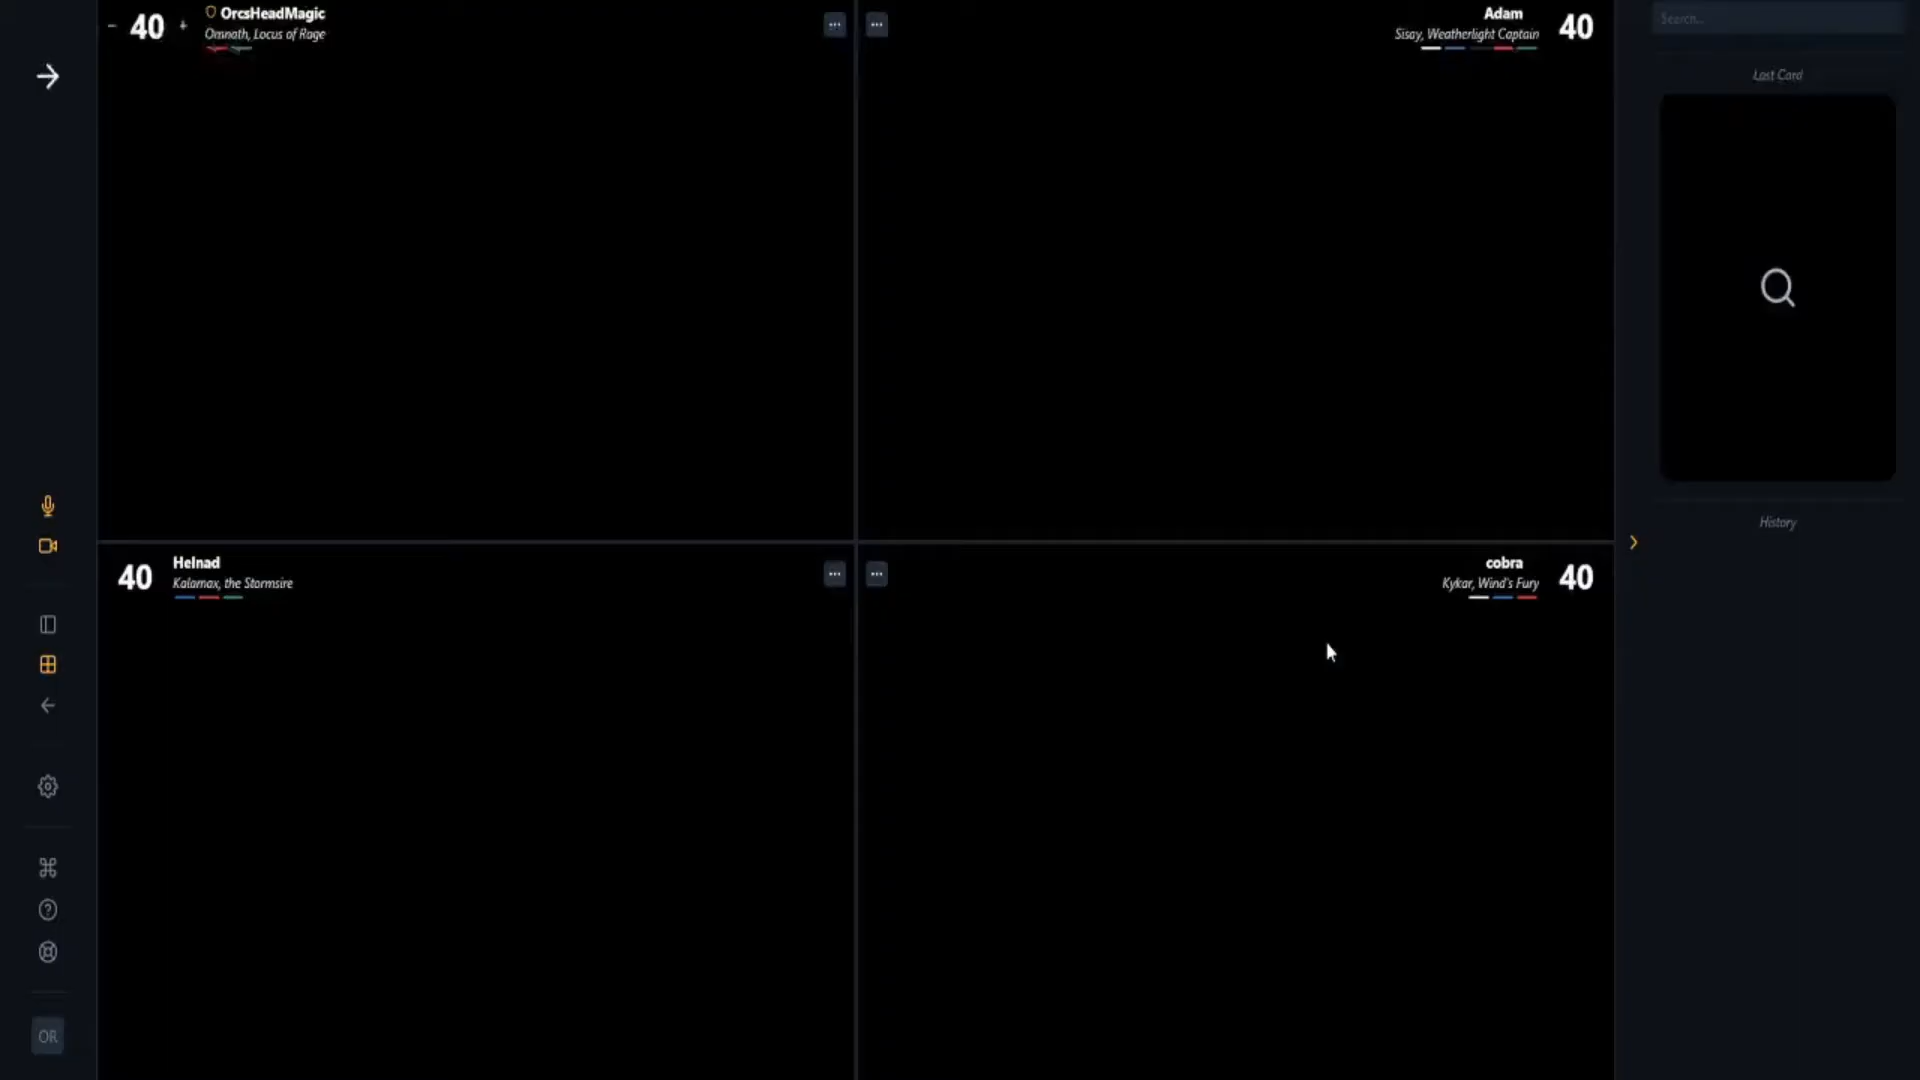 - 40 +
OrcsHeadMagic
Omnath, Locus of Rage
...
...
Adam
Sisay, Weatherlight Captain
40
Search...
Last Card
History
40
Helnad
Kalamax, the Stormsire
...
...
cobra
Kykar, Wind's Fury
40
OR